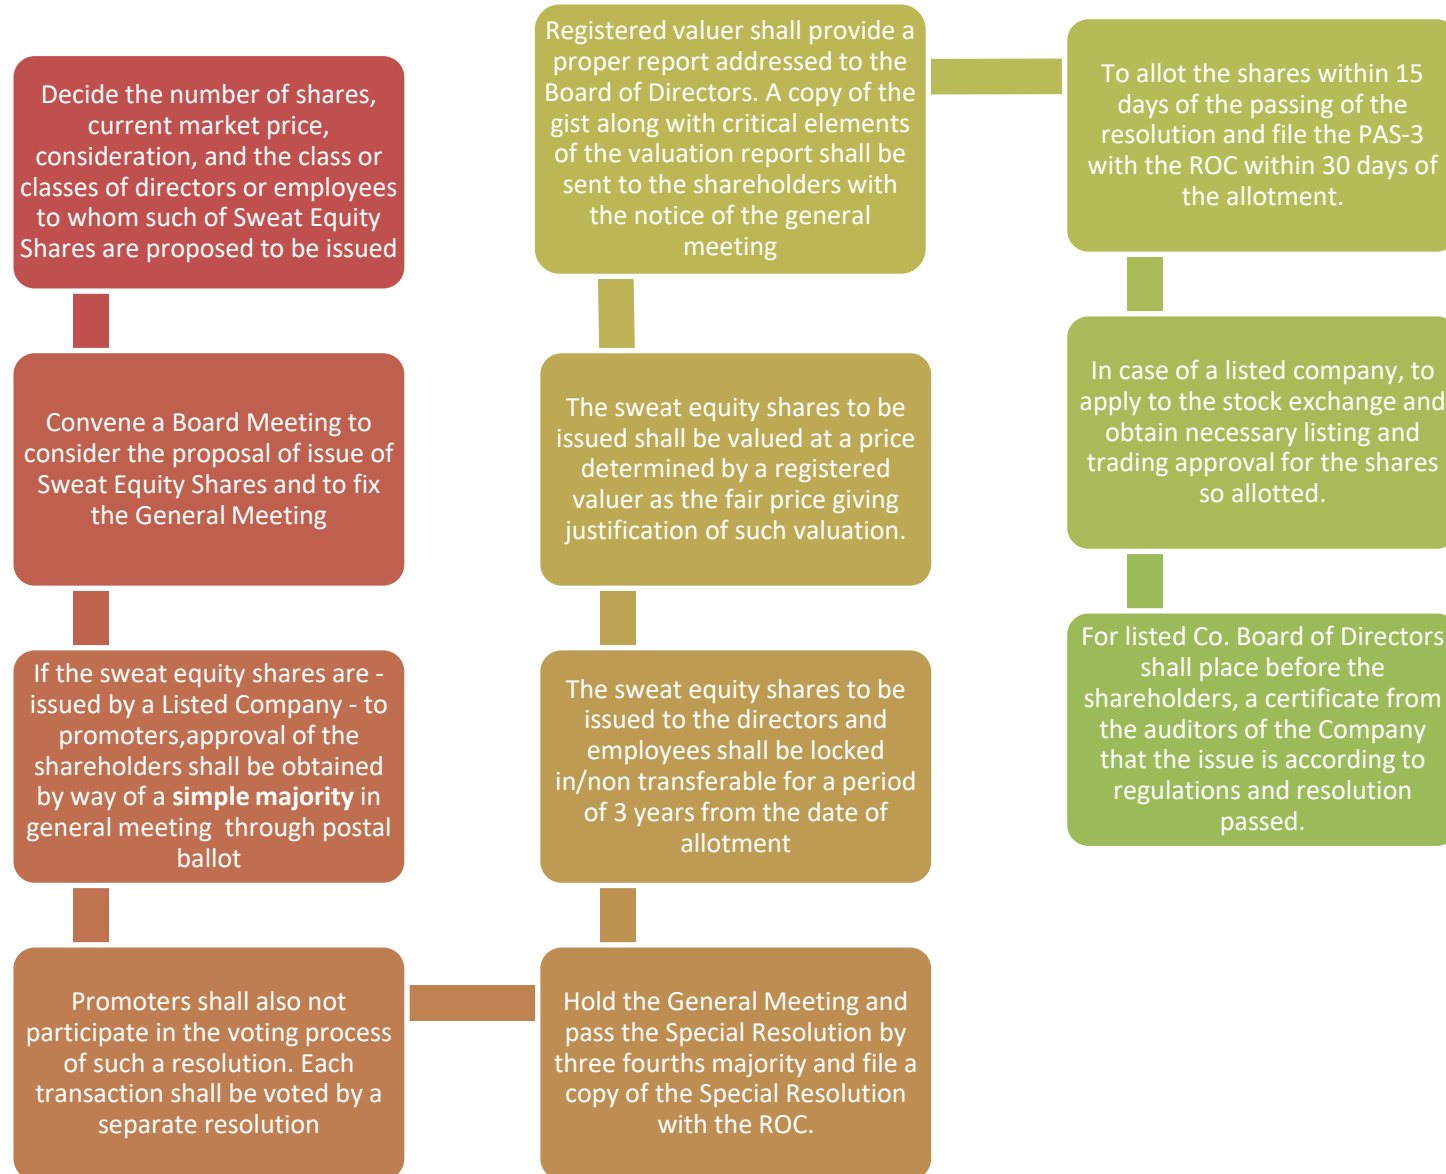 Decide the number of shares,
current market price,
consideration, and the class or
classes of directors or employees
to whom such of Sweat Equity
Shares are proposed to be issued
Convene a Board Meeting to
consider the proposal of issue of
Sweat Equity Shares and to fix
the General Meeting
If the sweat equity shares are -
issued by a Listed Company - to
promoters,approval of the
shareholders shall be obtained
by way of a simple majority in
general meeting through postal
ballot
Promoters shall also not
participate in the voting process
of such a resolution. Each
transaction shall be voted by a
separate resolution
Hold the General Meeting and
pass the Special Resolution by
three fourths majority and file a
copy of the Special Resolution
with the ROC.
The sweat equity shares to be
issued to the directors and
employees shall be locked
in/non transferable for a period
of 3 years from the date of
allotment
The sweat equity shares to be
issued shall be valued at a price
determined by a registered
valuer as the fair price giving
justification of such valuation.
Registered valuer shall provide a
proper report addressed to the
Board of Directors. A copy of the
gist along with critical elements
of the valuation report shall be
sent to the shareholders with
the notice of the general
meeting
To allot the shares within 15
days of the passing of the
resolution and file the PAS-3
with the ROC within 30 days of
the allotment.
In case of a listed company, to
apply to the stock exchange and
obtain necessary listing and
trading approval for the shares
so allotted.
For listed Co. Board of Directors
shall place before the
shareholders, a certificate from
the auditors of the Company
that the issue is according to
regulations and resolution
passed.